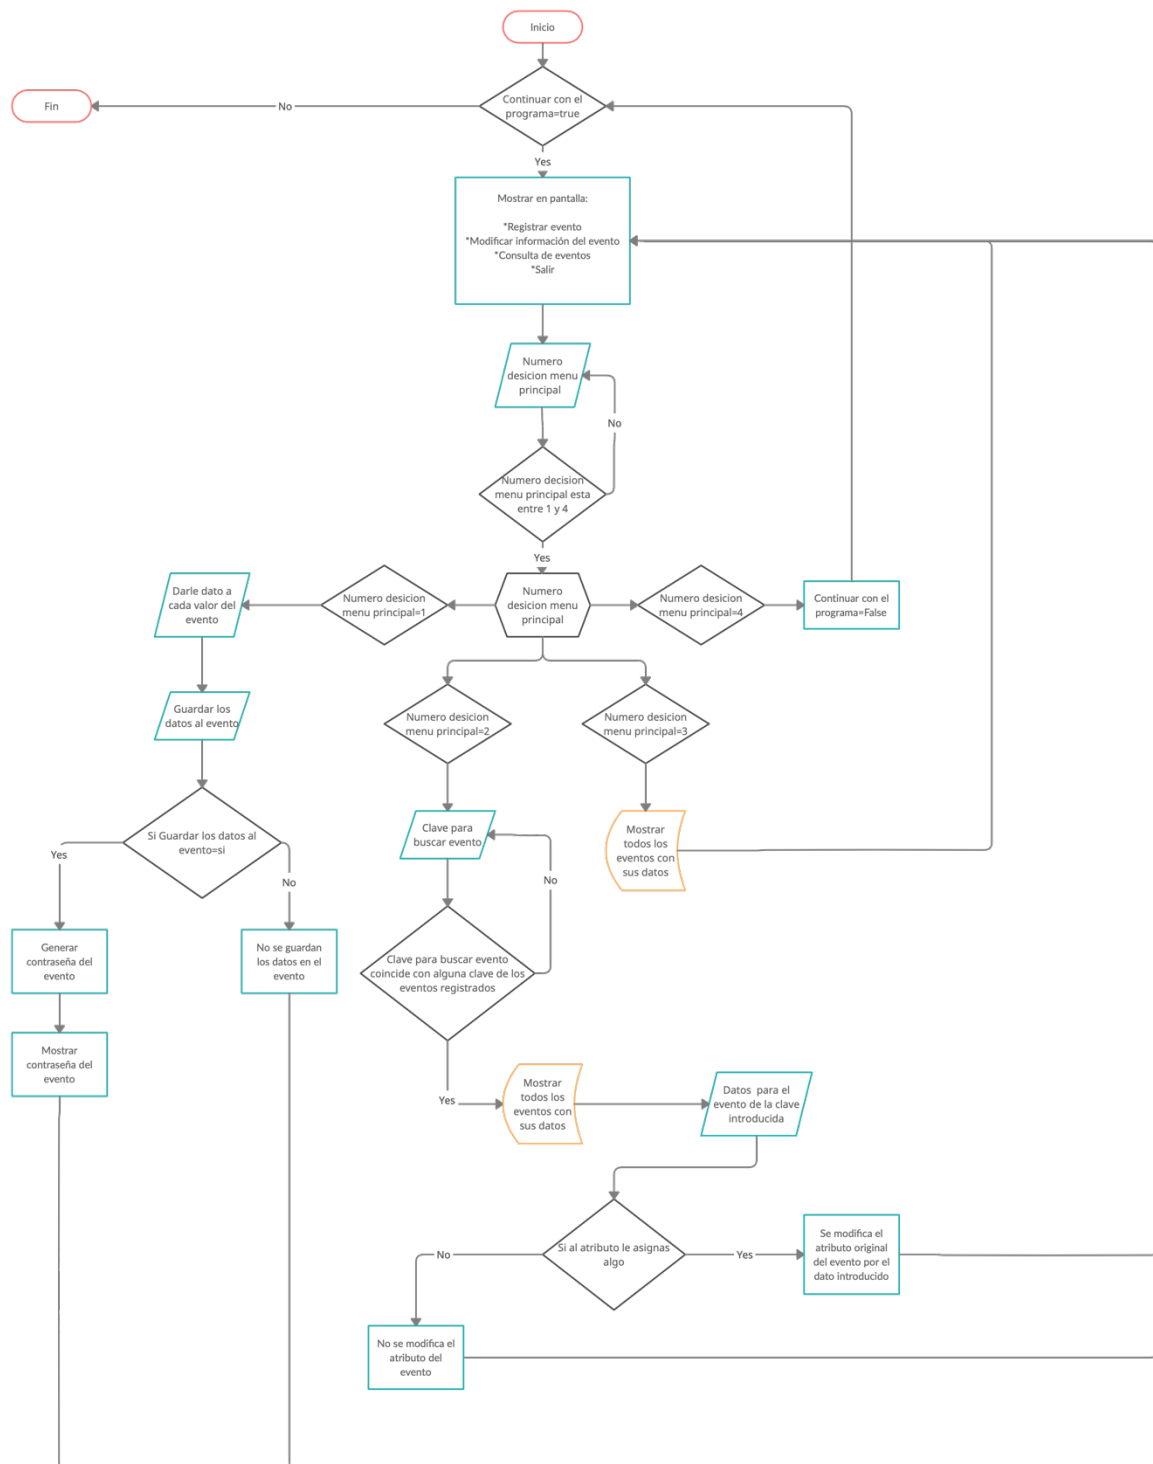 Inicio
Continuar con el
programa=true
No
Fin
Yes
Mostrar en pantalla:
*Registrar evento
*Modificar información del evento
*Consulta de eventos
*Salir
Numero
desicion menu
principal
No
Numero decision
menu principal esta
entre 1 y 4
Yes
Darle dato a
cada valor del
evento
Numero desicion
menu principal=1
Numero
desicion menu
principal
Numero desicion
menu principal=4
Continuar con el
programa=False
Guardar los
datos al evento
Numero desicion
menu principal=2
Numero desicion
menu principal=3
Si Guardar los datos al
evento=si
Yes
No
Clave para
buscar evento
No
Mostrar
todos los
eventos con
sus datos
Generar
contraseña del
evento
No se guardan
los datos en el
evento
Clave para buscar evento
coincide con alguna clave de los
eventos registrados
Mostrar
contraseña del
evento
Yes
Mostrar
todos los
eventos con
sus datos
Datos para el
evento de la clave
introducida
Si al atributo le asignas
algo
No
Yes
Se modifica el
atributo original
del evento por el
dato introducido
No se modifica el
atributo del
evento